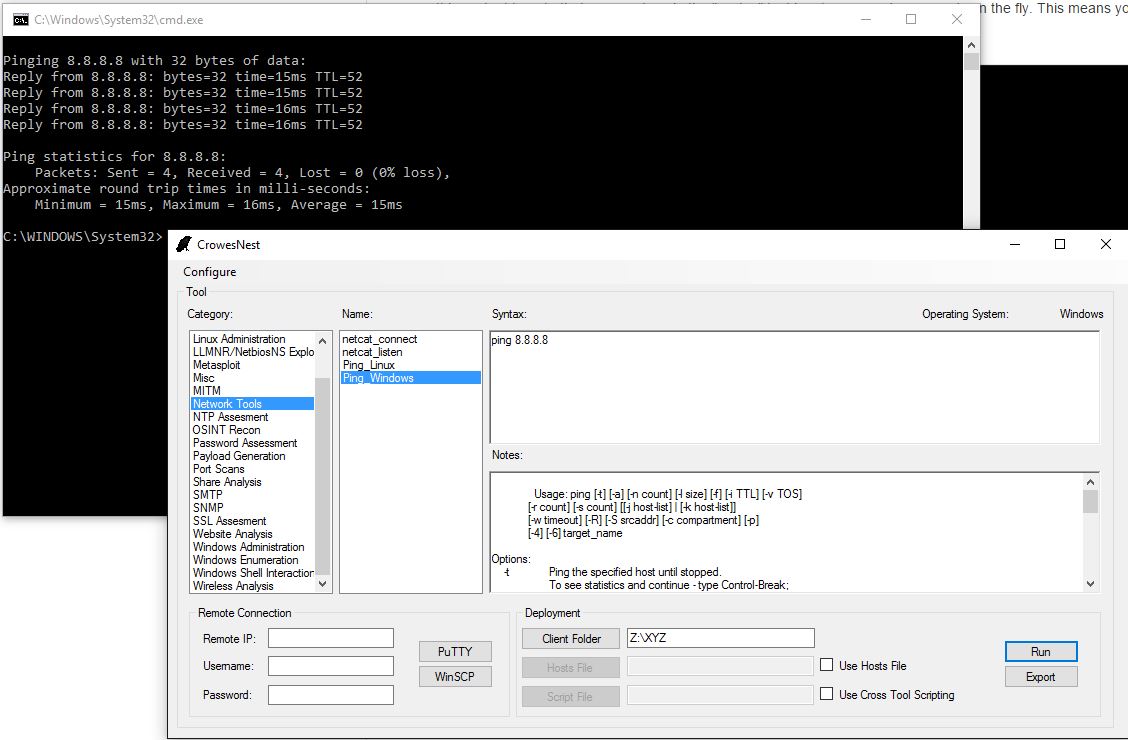 C:\Windows\System32\cmd.exe
the fly. This means yo
Pinging 8.8.8.8 with 32 bytes of data:
Reply from 8.8.8.8: bytes=32 time=15ms TTL=52
Reply from 8.8.8.8: bytes=32 time=15ms TTL=52
Reply from 8.8.8.8: bytes=32 time=16ms TTL=52
Reply from 8.8.8.8: bytes=32 time=16ms TTL=52
Ping statistics for 8.8.8.8:
Packets: Sent = 4, Received = 4, Lost = 0 (0% loss),
Approximate round trip times in milli-seconds:
Minimum = 15ms, Maximum = 16ms, Average = 15ms
C:\WINDOWS\System32>
CrowesNest
Configure
Tool
Category:
Linux Administration
LLMNR/NetbiosNS Explo
Metasploit
Misc
MITM
Network Tools
NTP Assesment
OSINT Recon
Password Assessment
Payload Generation
Port Scans
Share Analysis
SMTP
SNMP
SSL Assesment
Website Analysis
Windows Administration
Windows Enumeration
Windows Shell Interaction
Wireless Analysis
Name:
netcat_connect
netcat_listen
Ping_Linux
Ping_Windows
Syntax:
Operating System: Windows
ping 8.8.8.8
Notes:
Usage: ping [-t] [-a] [-n count] [-l size] [-f] [-i TTL] [-v TOS]
[-r count] [-s count] [[-j host-list] | [-k host-list]]
[-w timeout] [-R] [-S srcaddr] [-c compartment] [-p]
[-4] [-6] target_name
Options:
-t Ping the specified host until stopped.
To see statistics and continue - type Control-Break;
Remote Connection
Remote IP:
Username:
Password:
PuTTY
WinSCP
Deployment
Client Folder Z:\XYZ
Hosts File
Use Hosts File
Script File
Use Cross Tool Scripting
Run
Export